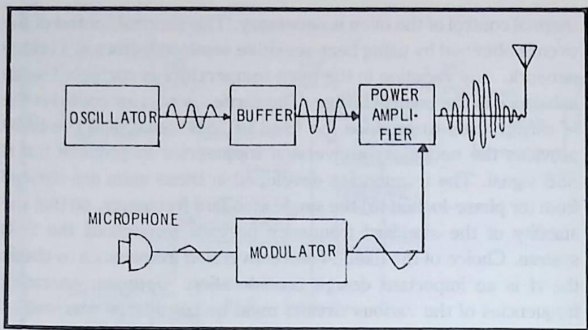 OSCILLATOR
BUFFER
POWER
AMPLI-
FIER
MICROPHONE
MODULATOR